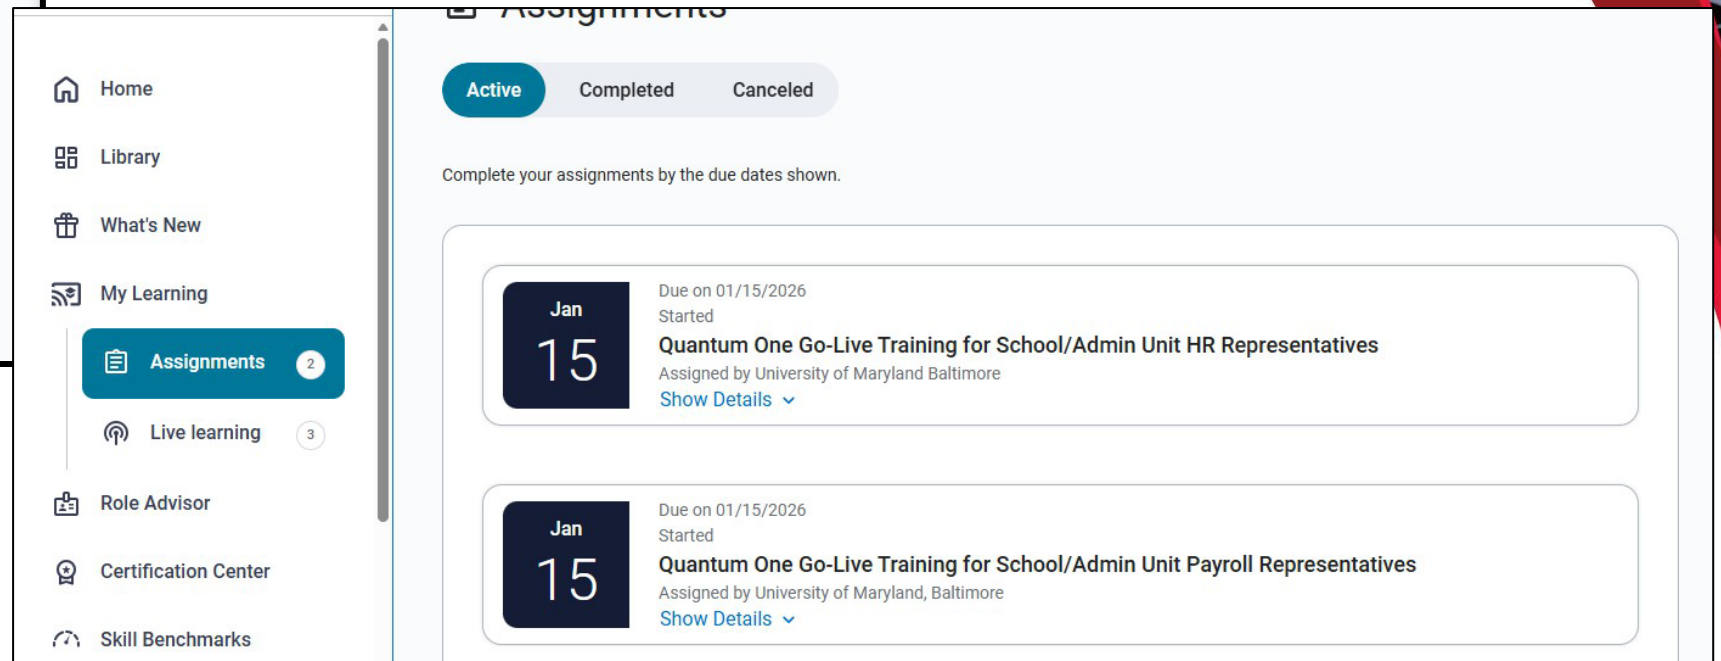 Assignments
Home
Library
What's New
My Learning
Assignments 2
Live learning 3
Role Advisor
Certification Center
Skill Benchmarks
Active Completed Canceled
Complete your assignments by the due dates shown.
Jan
15
Due on 01/15/2026
Started
Quantum One Go-Live Training for School/Admin Unit HR Representatives
Assigned by University of Maryland Baltimore
Show Details
Jan
15
Due on 01/15/2026
Started
Quantum One Go-Live Training for School/Admin Unit Payroll Representatives
Assigned by University of Maryland, Baltimore
Show Details